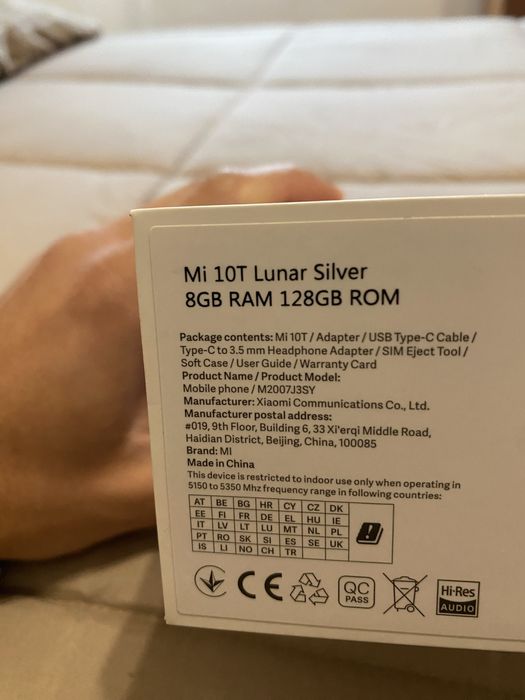 Mi 10T Lunar Silver
8GB RAM 128GB ROM
Package contents: Mi 10T / Adapter / USB Type-C Cable /
Type-C to 3.5 mm Headphone Adapter / SIM Eject Tool /
Soft Case / User Guide / Warranty Card
Product Name / Product Model:
Mobile phone / M2007J3SY
Manufacturer: Xiaomi Communications Co., Ltd.
Manufacturer postal address:
#019, 9th Floor, Building 6, 33 Xi'erqi Middle Road,
Haidian District, Beijing, China, 100085
Brand: MI
Made in China
This device is restricted to indoor use only when operating in
5150 to 5350 Mhz frequency range in following countries:
AT BE BG HR CY CZ DK
EE FI FR DE EL HU IE
IT LV LT LU MT NL PL
PT RO SK SI ES SE UK
IS LI NO CH TR
CE QC Hi-Res
PASS AUDIO